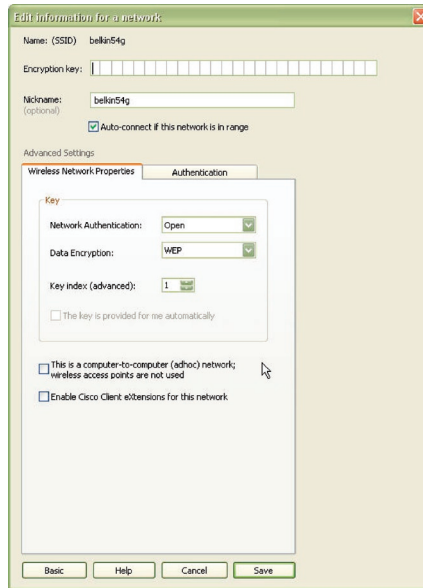 Edit information for a network
Name: (SSID) belkin54g
Encryption key:
Nickname: belkin54g
(optional)
Auto-connect if this network is in range
Advanced Settings
Wireless Network Properties Authentication
Key
Network Authentication: Open
Data Encryption: WEP
Key index (advanced): 1
The key is provided for me automatically
This is a computer-to-computer (adhoc) network;
wireless access points are not used
Enable Cisco Client eXtensions for this network
Basic Help Cancel Save